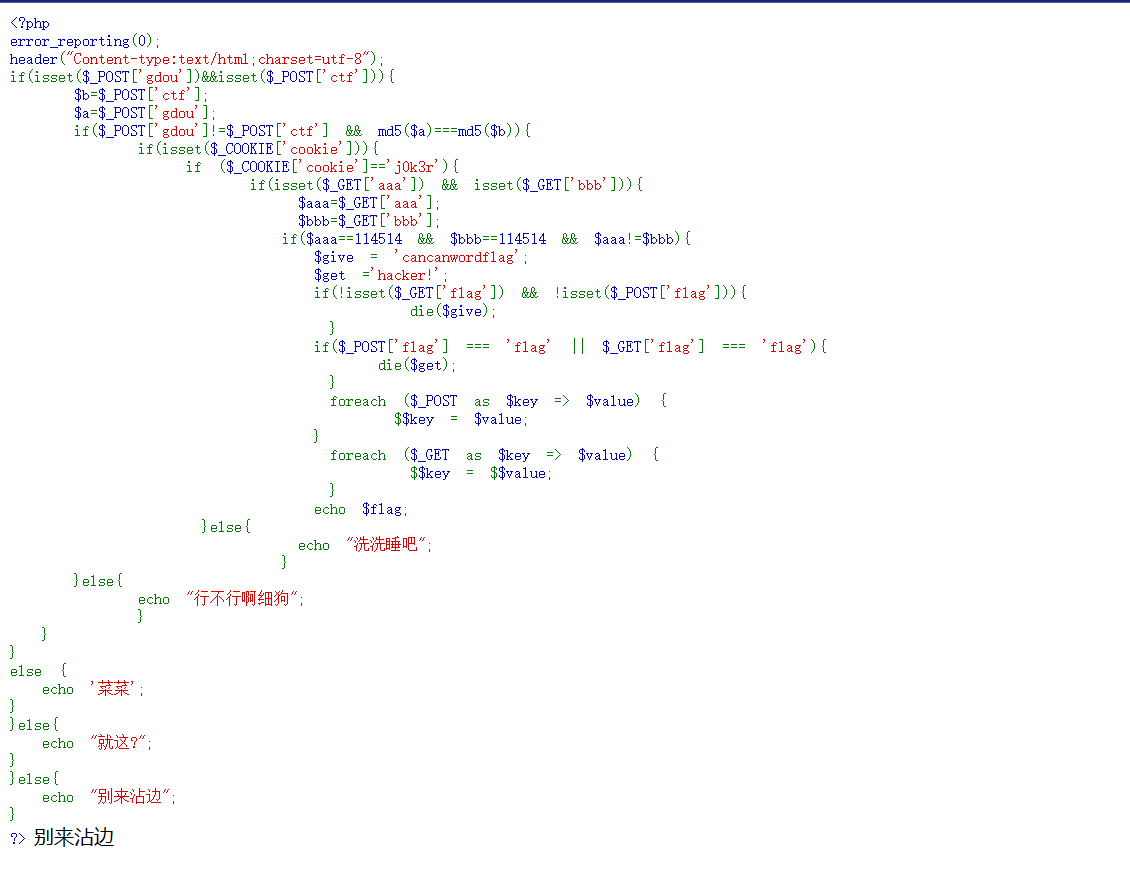 <?php
error_reporting(0);
header("Content-type:text/html;charset=utf-8");
if(isset($_POST['gdou'])&&isset($_POST['ctf'])){
$b=$_POST['ctf'];
$a=$_POST['gdou'];
if($_POST['gdou']!=$_POST['ctf'] && md5($a)===md5($b)){
if(isset($_COOKIE['cookie'])){
if ($_COOKIE['cookie']=='j0k3r'){
if(isset($_GET['aaa']) && isset($_GET['bbb'])){
$aaa=$_GET['aaa'];
$bbb=$_GET['bbb'];
if($aaa==114514 && $bbb==114514 && $aaa!=$bbb){
$give = 'cancanwordflag';
$get ='hacker!';
if(!isset($_GET['flag']) && !isset($_POST['flag'])){
die($give);
}
if($_POST['flag'] === 'flag' || $_GET['flag'] === 'flag'){
die($get);
}
foreach ($_POST as $key => $value) {
$$key = $value;
}
foreach ($_GET as $key => $value) {
$$key = $$value;
}
echo $flag;
}else{
echo "洗洗睡吧";
}
}else{
echo "行不行啊细狗";
}
}
}
else {
echo '菜菜';
}
}else{
echo "就这?";
}
}else{
echo "别来沾边";
}
?> 别来沾边